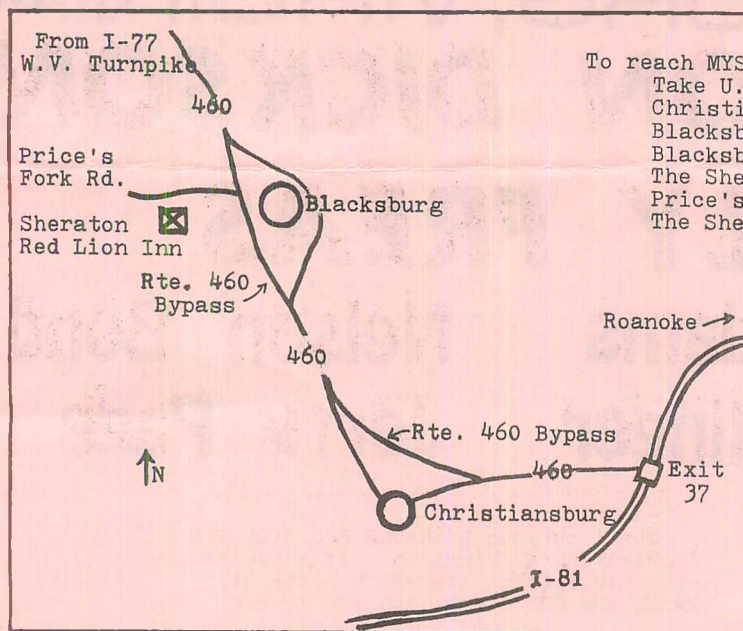 From I-77
W.V. Turnpike
460
Price's
Fork Rd.
Sheraton
Red Lion Inn
Blacksburg
Rte. 460
Bypass
460
Rte. 460 Bypass
460
Christiansburg
Exit
37
I-81
Roanoke
N
To reach MYS
Take U.
Christi
Blacksb
Blacksb
The She
Price's
The She